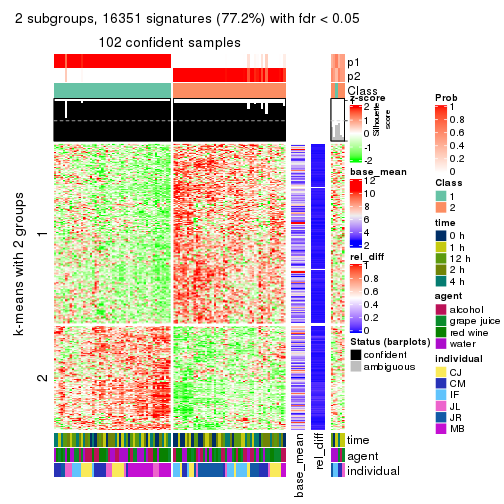 2 subgroups, 16351 signatures (77.2%) with fdr < 0.05
102 confident samples
k-means with 2 groups
1
2
p1
p2
Class
z-score
2
1
0
-1
-2
Silhouette
score
base_mean
12
10
8
6
4
2
rel_diff
1
0.8
0.6
0.4
0.2
0
Status (barplots)
confident
ambiguous
time
agent
individual
base_mean
rel_diff
Prob
1
0.8
0.6
0.4
0.2
0
Class
1
2
time
0 h
1 h
12 h
2 h
4 h
agent
alcohol
grape juice
red wine
water
individual
CJ
CM
IF
JL
JR
MB